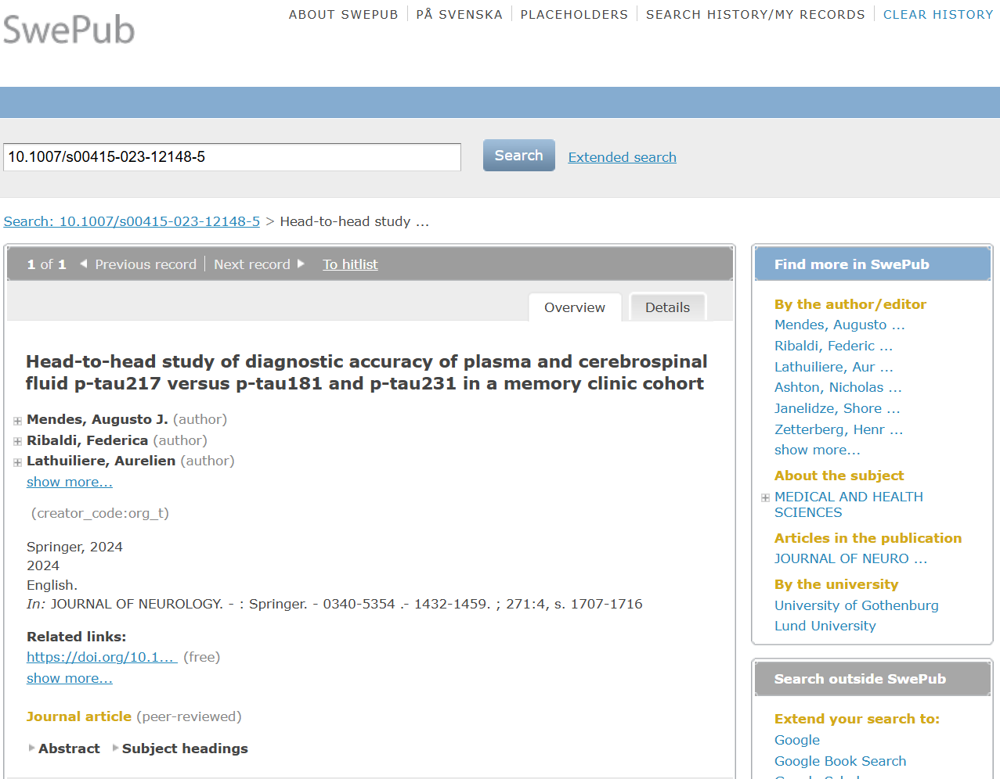 SwePub
ABOUT SWEPUB
PÅ SVENSKA
PLACEHOLDERS
SEARCH HISTORY/MY RECORDS
CLEAR HISTORY
10.1007/s00415-023-12148-5
Search
Extended search
Search: 10.1007/s00415-023-12148-5 > Head-to-head study ...
1 of 1 Previous record Next record To hitlist
Overview Details
Head-to-head study of diagnostic accuracy of plasma and cerebrospinal
fluid p-tau217 versus p-tau181 and p-tau231 in a memory clinic cohort
Mendes, Augusto J. (author)
Ribaldi, Federica (author)
Lathuiliere, Aurelien (author)
show more...
(creator_code:org_t)
Springer, 2024
2024
English.
In: JOURNAL OF NEUROLOGY. - : Springer. - 0340-5354 .- 1432-1459. ; 271:4, s. 1707-1716
Related links:
https://doi.org/10.1... (free)
show more...
Journal article (peer-reviewed)
Abstract Subject headings
Find more in SwePub
By the author/editor
Mendes, Augusto ...
Ribaldi, Federic ...
Lathuiliere, Aur ...
Ashton, Nicholas ...
Janelidze, Shore ...
Zetterberg, Henr ...
show more...
About the subject
MEDICAL AND HEALTH
SCIENCES
Articles in the publication
JOURNAL OF NEURO ...
By the university
University of Gothenburg
Lund University
Search outside SwePub
Extend your search to:
Google
Google Book Search